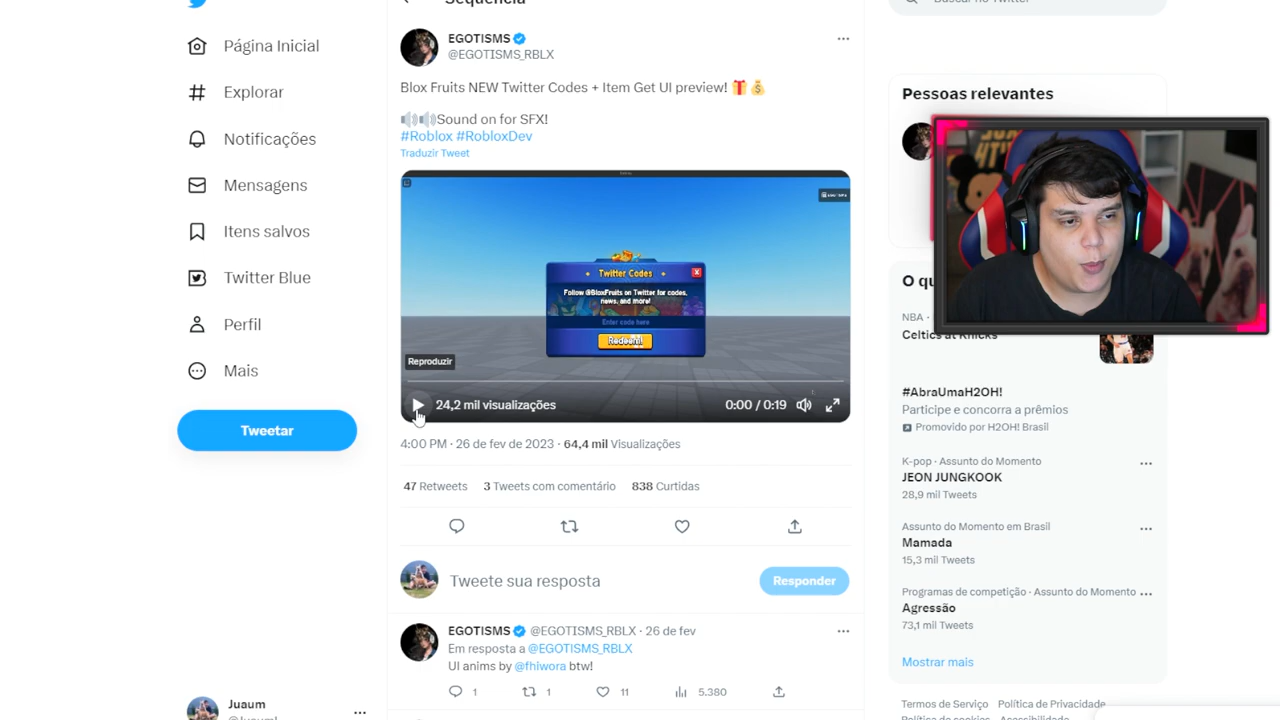 Sequência
Buscar no Twitter
Página Inicial
Explorar
Notificações
Mensagens
Itens salvos
Twitter Blue
Perfil
Mais
Tweetar
Juaum
EGOTISMS
@EGOTISMS_RBLX
Blox Fruits NEW Twitter Codes + Item Get UI preview! 🎁💰
🔊🔊Sound on for SFX!
#Roblox #RobloxDev
Traduzir Tweet
Twitter Codes
Follow @BloxFruits on Twitter for codes,
news, and more!
Enter code here
Redeem!
Reproduzir
24,2 mil visualizações
0:00 / 0:19
4:00 PM · 26 de fev de 2023 · 64,4 mil Visualizações
47 Retweets 3 Tweets com comentário 838 Curtidas
Tweete sua resposta
Responder
EGOTISMS @EGOTISMS_RBLX · 26 de fev
Em resposta a @EGOTISMS_RBLX
UI anims by @fhiwora btw!
1 1 11 5.380
Pessoas relevantes
O qu
NBA ·
Celtics at Knicks
#AbraUmaH2OH!
Participe e concorra a prêmios
Promovido por H2OH! Brasil
K-pop · Assunto do Momento
JEON JUNGKOOK
28,9 mil Tweets
Assunto do Momento em Brasil
Mamada
15,3 mil Tweets
Programas de competição · Assunto do Momento
Agressão
73,1 mil Tweets
Mostrar mais
Termos de Serviço Política de Privacidade